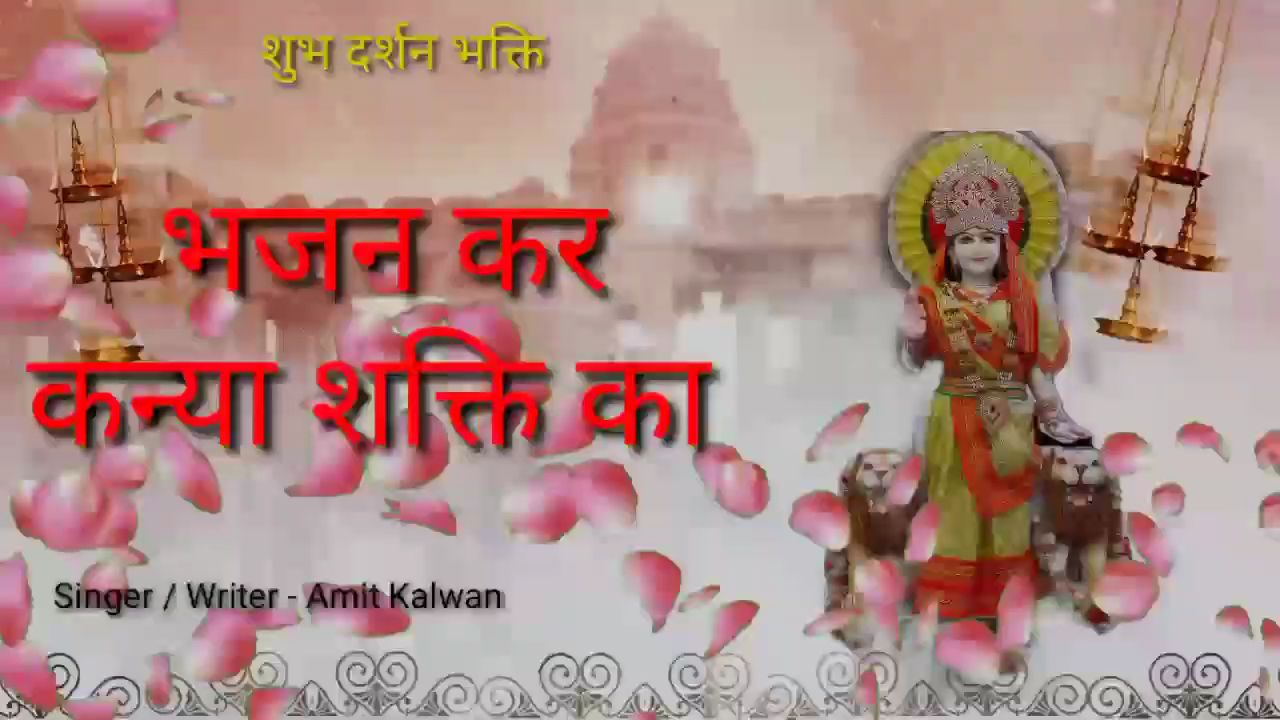 शुभ दर्शन भक्ति
भजन कर
कन्या शक्ति का
Singer / Writer - Amit Kalwan